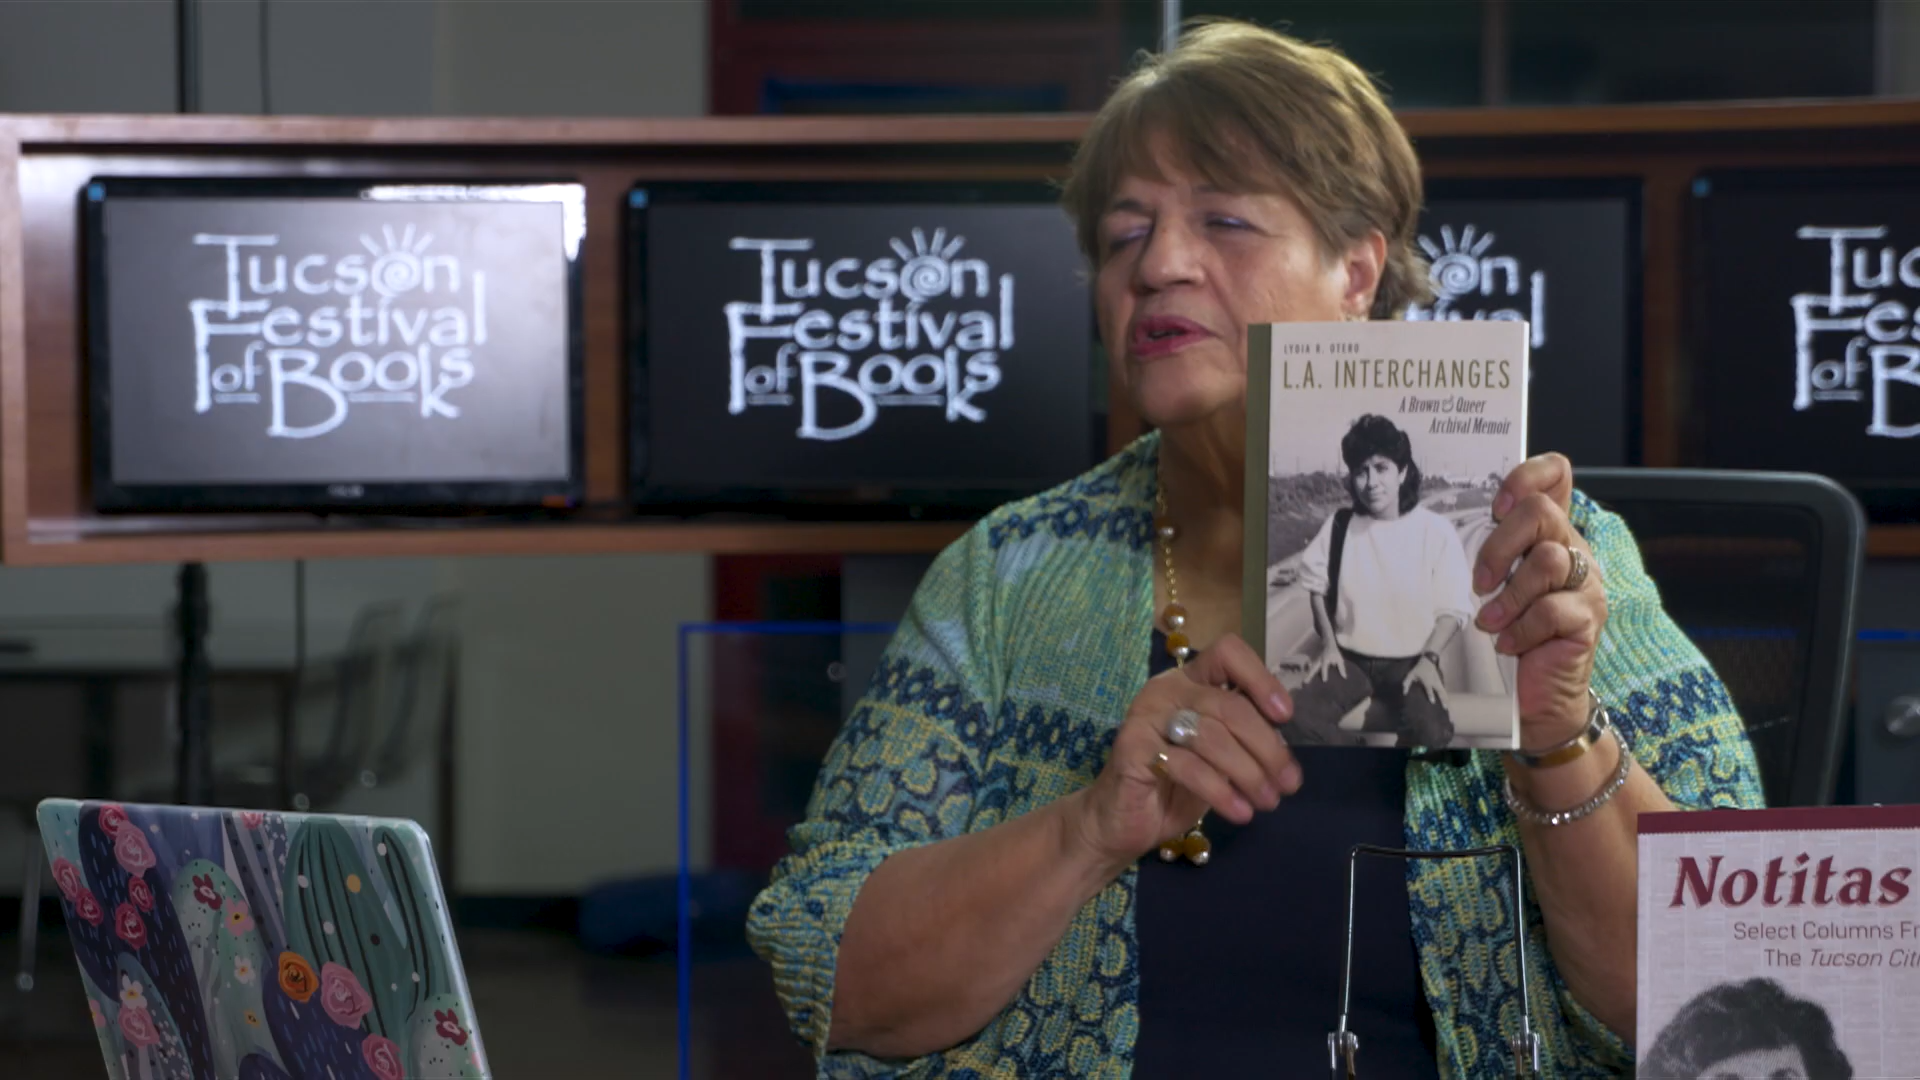 Tucson
Festival
of Books
Tucson
Festival
of Books
LYDIA R. OTERO
L.A. INTERCHANGES
A Brown & Queer
Archival Memoir
Notitas
Select Columns Fr
The Tucson Citi